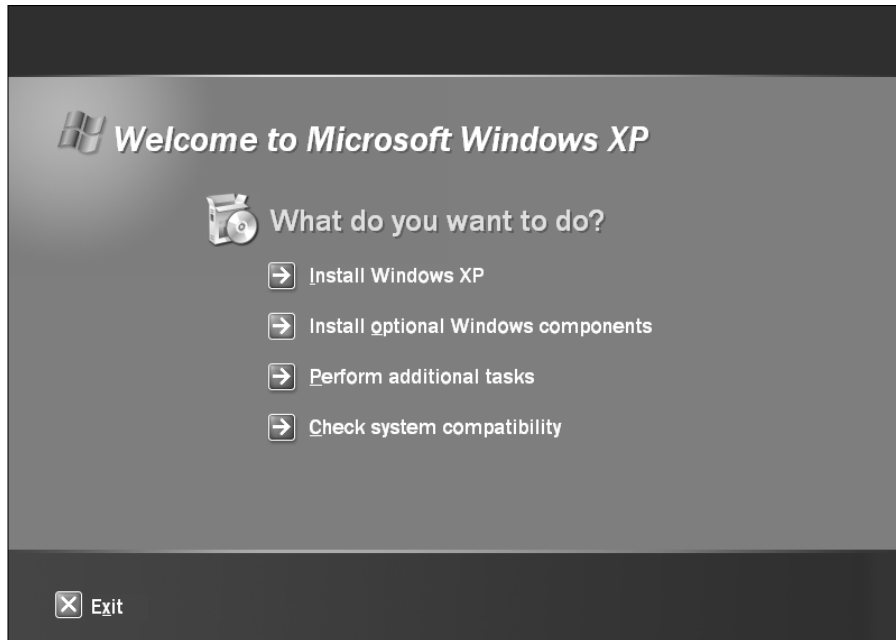 Welcome to Microsoft Windows XP
What do you want to do?
Install Windows XP
Install optional Windows components
Perform additional tasks
Check system compatibility
Exit